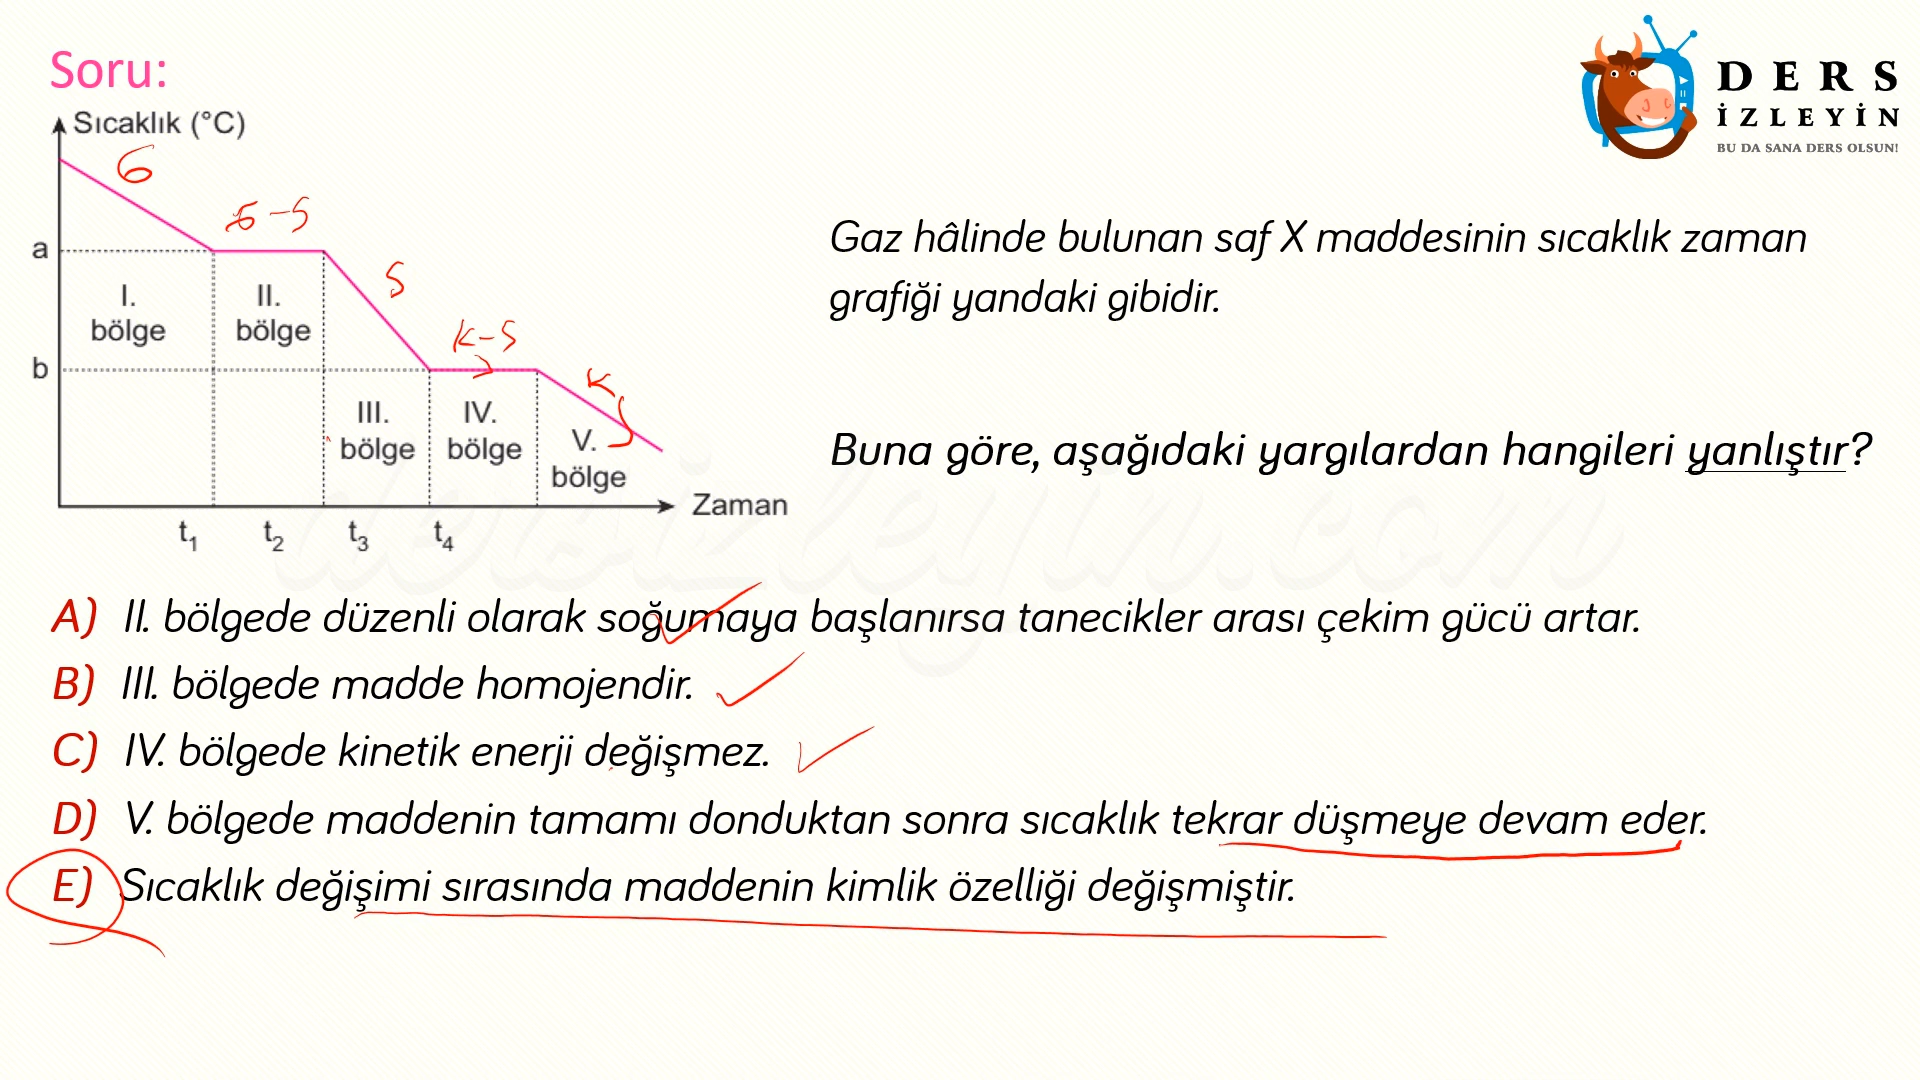 Soru:
DERS
İZLEYİN
BU DA SANA DERS OLSUN!
Sıcaklık (°C)
G
G-S
S
K-S
K
a
b
I.
bölge
II.
bölge
III.
bölge
IV.
bölge
V.
bölge
Zaman
t1
t2
t3
t4
Gaz hâlinde bulunan saf X maddesinin sıcaklık zaman
grafiği yandaki gibidir.
Buna göre, aşağıdaki yargılardan hangileri yanlıştır?
dersizleyin.com
A) II. bölgede düzenli olarak soğumaya başlanırsa tanecikler arası çekim gücü artar.
B) III. bölgede madde homojendir.
C) IV. bölgede kinetik enerji değişmez.
D) V. bölgede maddenin tamamı donduktan sonra sıcaklık tekrar düşmeye devam eder.
E) Sıcaklık değişimi sırasında maddenin kimlik özelliği değişmiştir.